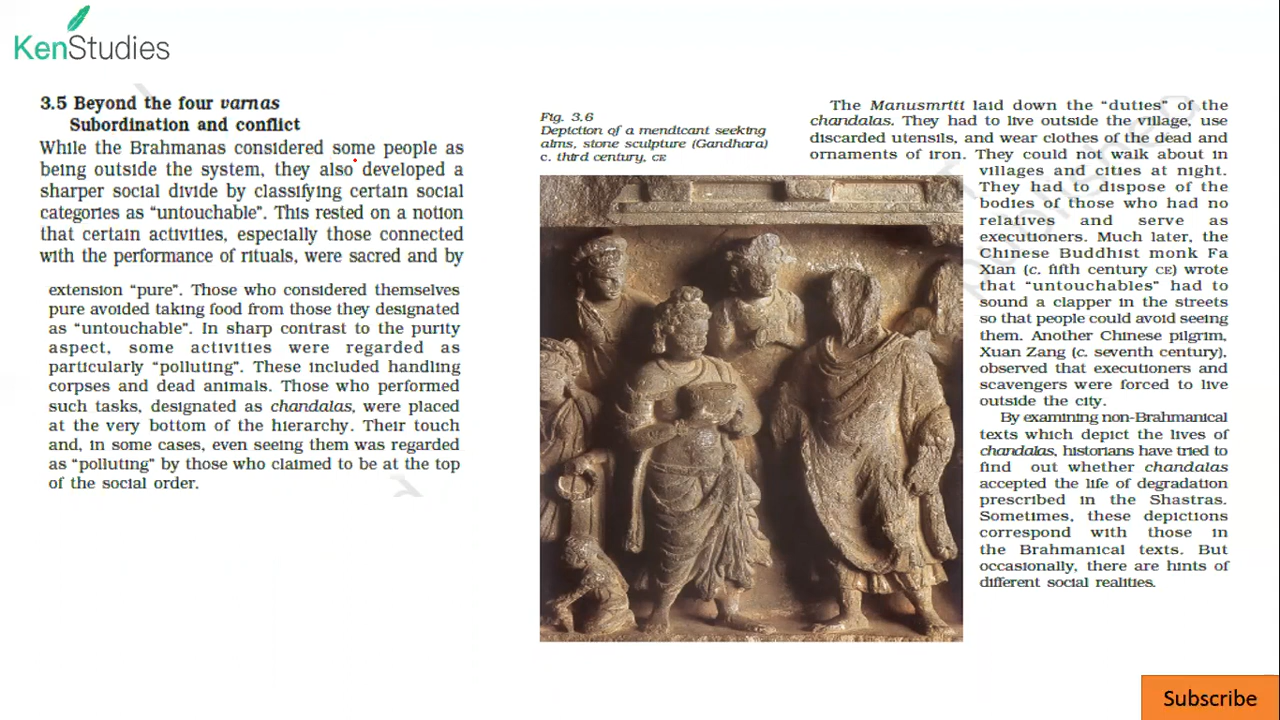 KenStudies
3.5 Beyond the four varnas
Subordination and conflict
While the Brahmanas considered some people as
being outside the system, they also developed a
sharper social divide by classifying certain social
categories as “untouchable”. This rested on a notion
that certain activities, especially those connected
with the performance of rituals, were sacred and by
extension “pure”. Those who considered themselves
pure avoided taking food from those they designated
as “untouchable”. In sharp contrast to the purity
aspect, some activities were regarded as
particularly “polluting”. These included handling
corpses and dead animals. Those who performed
such tasks, designated as chandalas, were placed
at the very bottom of the hierarchy. Their touch
and, in some cases, even seeing them was regarded
as “polluting” by those who claimed to be at the top
of the social order.
Fig. 3.6
Depiction of a mendicant seeking
alms, stone sculpture (Gandhara)
c. third century, CE
The Manusmriti laid down the “duties” of the
chandalas. They had to live outside the village, use
discarded utensils, and wear clothes of the dead and
ornaments of iron. They could not walk about in
villages and cities at night.
They had to dispose of the
bodies of those who had no
relatives and serve as
executioners. Much later, the
Chinese Buddhist monk Fa
Xian (c. fifth century CE) wrote
that “untouchables” had to
sound a clapper in the streets
so that people could avoid seeing
them. Another Chinese pilgrim,
Xuan Zang (c. seventh century),
observed that executioners and
scavengers were forced to live
outside the city.
By examining non-Brahmanical
texts which depict the lives of
chandalas, historians have tried to
find out whether chandalas
accepted the life of degradation
prescribed in the Shastras.
Sometimes, these depictions
correspond with those in
the Brahmanical texts. But
occasionally, there are hints of
different social realities.
Subscribe